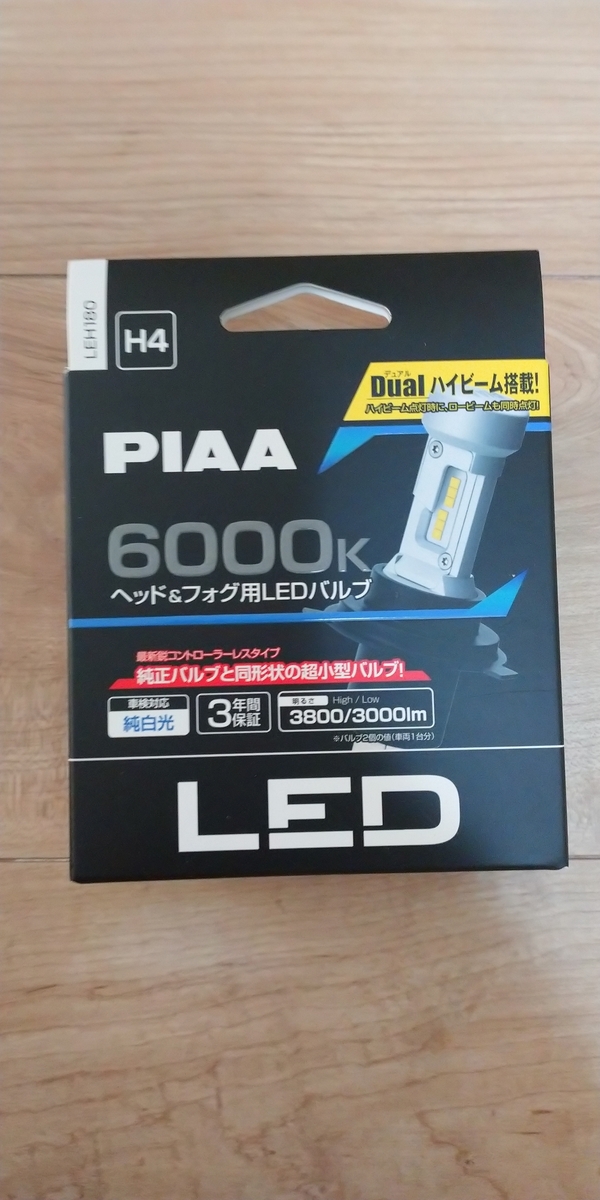 LEH180
H4
デュアル
Dual ハイビーム搭載!
ハイビーム点灯時に、ロービームも同時点灯!
PIAA
6000K
ヘッド&フォグ用LEDバルブ
最新鋭コントローラーレスタイプ
純正バルブと同形状の超小型バルブ!
車検対応
純白光
3年間
保証
明るさ High / Low
3800/3000lm
※バルブ2個の値(車両1台分)
LED